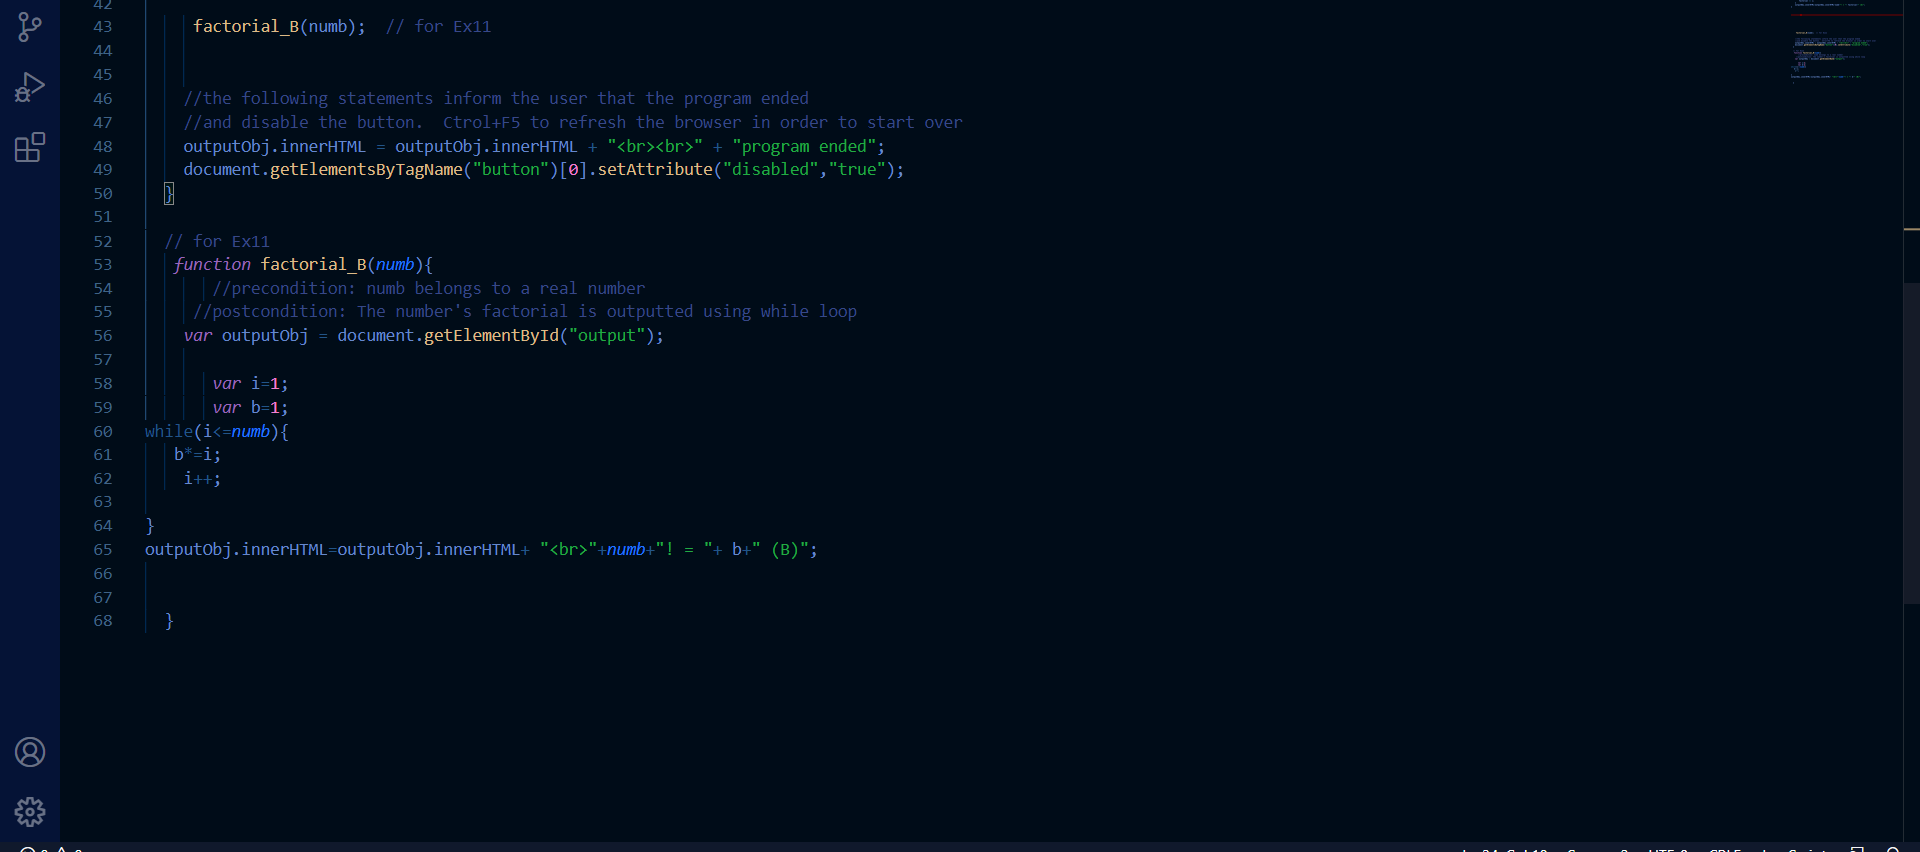 42
43 factorial_B(numb); // for Ex11
44
45
46 //the following statements inform the user that the program ended
47 //and disable the button. Ctrol+F5 to refresh the browser in order to start over
48 outputObj.innerHTML = outputObj.innerHTML + "<br><br>" + "program ended";
49 document.getElementsByTagName("button")[0].setAttribute("disabled","true");
50 }
51
52 // for Ex11
53 function factorial_B(numb){
54 //precondition: numb belongs to a real number
55 //postcondition: The number's factorial is outputted using while loop
56 var outputObj = document.getElementById("output");
57
58 var i=1;
59 var b=1;
60 while(i<=numb){
61 b*=i;
62 i++;
63
64 }
65 outputObj.innerHTML=outputObj.innerHTML+ "<br>"+numb+"! = "+ b+" (B)";
66
67
68 }